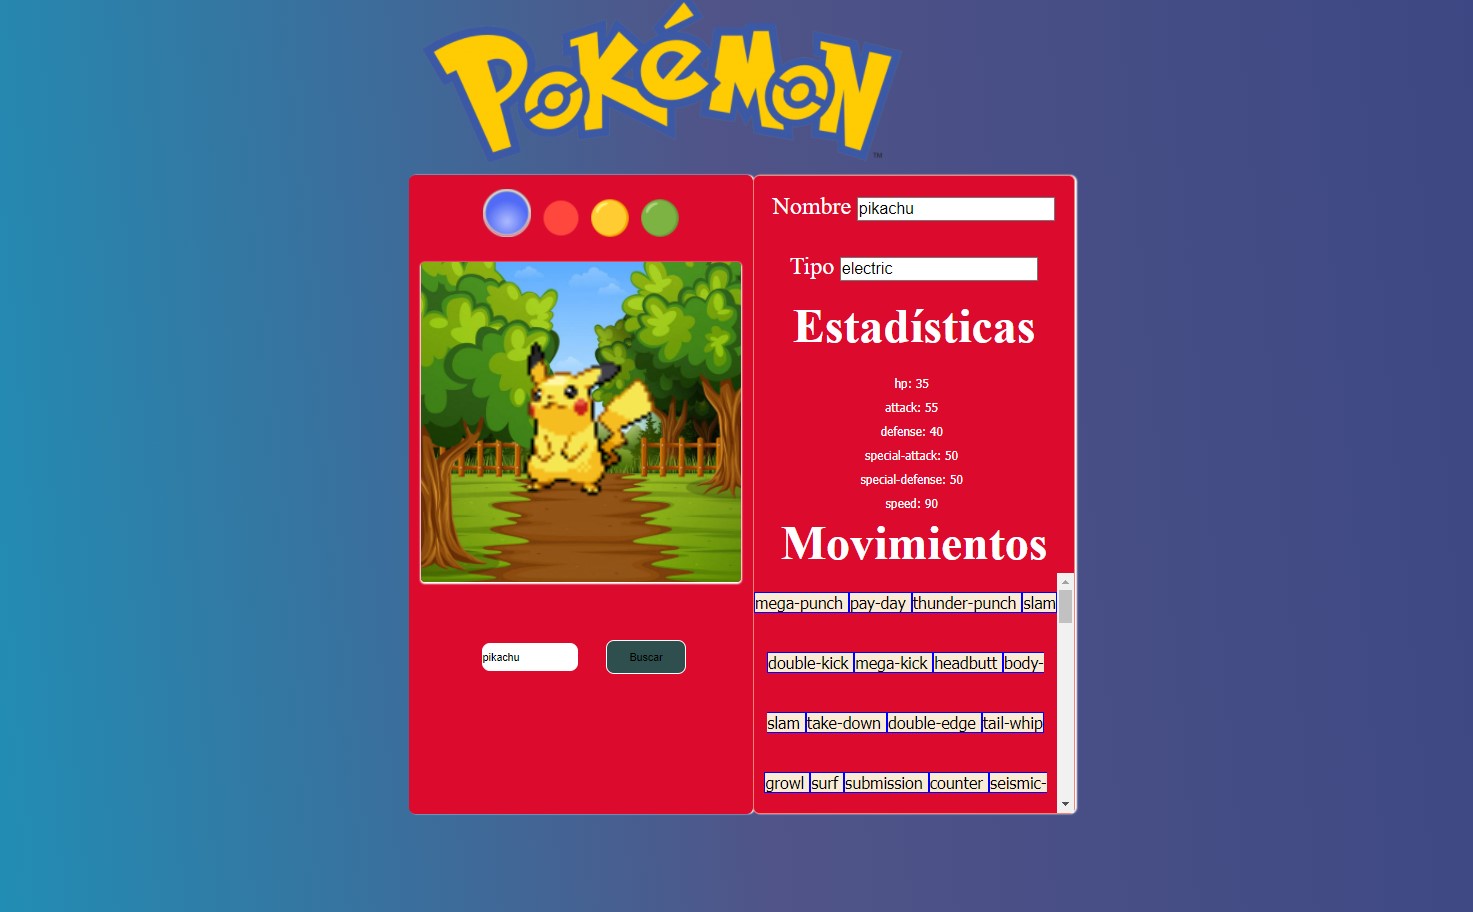 POKéMON
TM
Nombre pikachu
Tipo electric
Estadísticas
hp: 35
attack: 55
defense: 40
special-attack: 50
special-defense: 50
speed: 90
Movimientos
mega-punch pay-day thunder-punch slam
double-kick mega-kick headbutt body-
slam take-down double-edge tail-whip
growl surf submission counter seismic-
pikachu Buscar